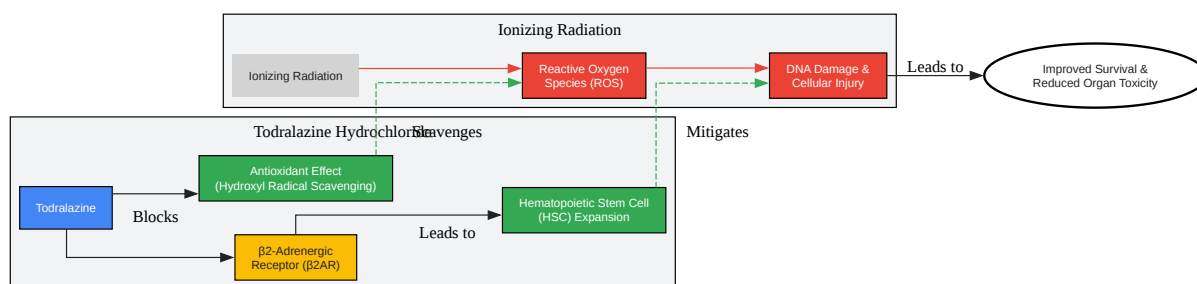 Ionizing Radiation
Ionizing Radiation
Reactive Oxygen
Species (ROS)
DNA Damage &
Cellular Injury
Leads to
Improved Survival &
Reduced Organ Toxicity
Todralazine Hydrochloride
Scavenges
Mitigates
Antioxidant Effect
(Hydroxyl Radical Scavenging)
Todralazine
Blocks
Hematopoietic Stem Cell
(HSC) Expansion
Leads to
β2-Adrenergic
Receptor (β2AR)